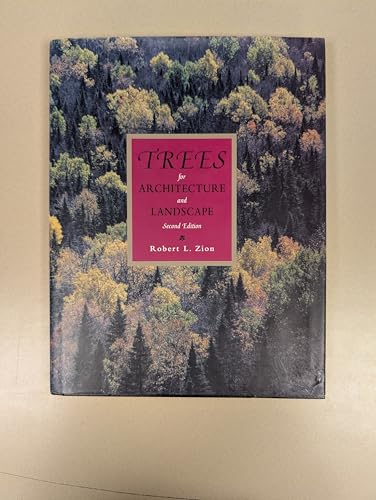 TREES
for
ARCHITECTURE
and
LANDSCAPE
Second Edition
Robert L. Zion